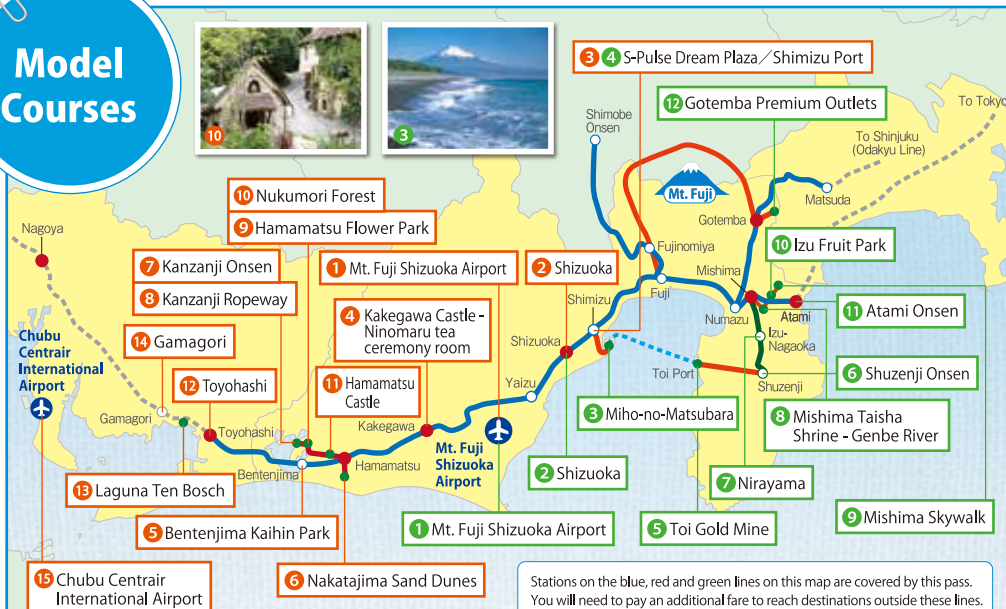 Model
Courses
10
3
3 4 S-Pulse Dream Plaza／Shimizu Port
12 Gotemba Premium Outlets
To Tokyo
To Shinjuku
(Odakyu Line)
Shimobe
Onsen
Mt. Fuji
Matsuda
Gotemba
10 Nukumori Forest
9 Hamamatsu Flower Park
Nagoya
7 Kanzanji Onsen
8 Kanzanji Ropeway
1 Mt. Fuji Shizuoka Airport
2 Shizuoka
Fujinomiya
10 Izu Fruit Park
Mishima
Fuji
Shimizu
Numazu
Atami
11 Atami Onsen
4 Kakegawa Castle -
Ninomaru tea
ceremony room
14 Gamagori
Chubu
Centrair
International
Airport
Shizuoka
Izu-
Nagaoka
Toi Port
Shuzenji
6 Shuzenji Onsen
12 Toyohashi
11 Hamamatsu
Castle
Yaizu
Gamagori
Toyohashi
Kakegawa
3 Miho-no-Matsubara
8 Mishima Taisha
Shrine - Genbe River
Bentenjima
Hamamatsu
Mt. Fuji
Shizuoka
Airport
2 Shizuoka
7 Nirayama
13 Laguna Ten Bosch
5 Bentenjima Kaihin Park
1 Mt. Fuji Shizuoka Airport
5 Toi Gold Mine
9 Mishima Skywalk
15 Chubu Centrair
International Airport
6 Nakatajima Sand Dunes
Stations on the blue, red and green lines on this map are covered by this pass.
You will need to pay an additional fare to reach destinations outside these lines.